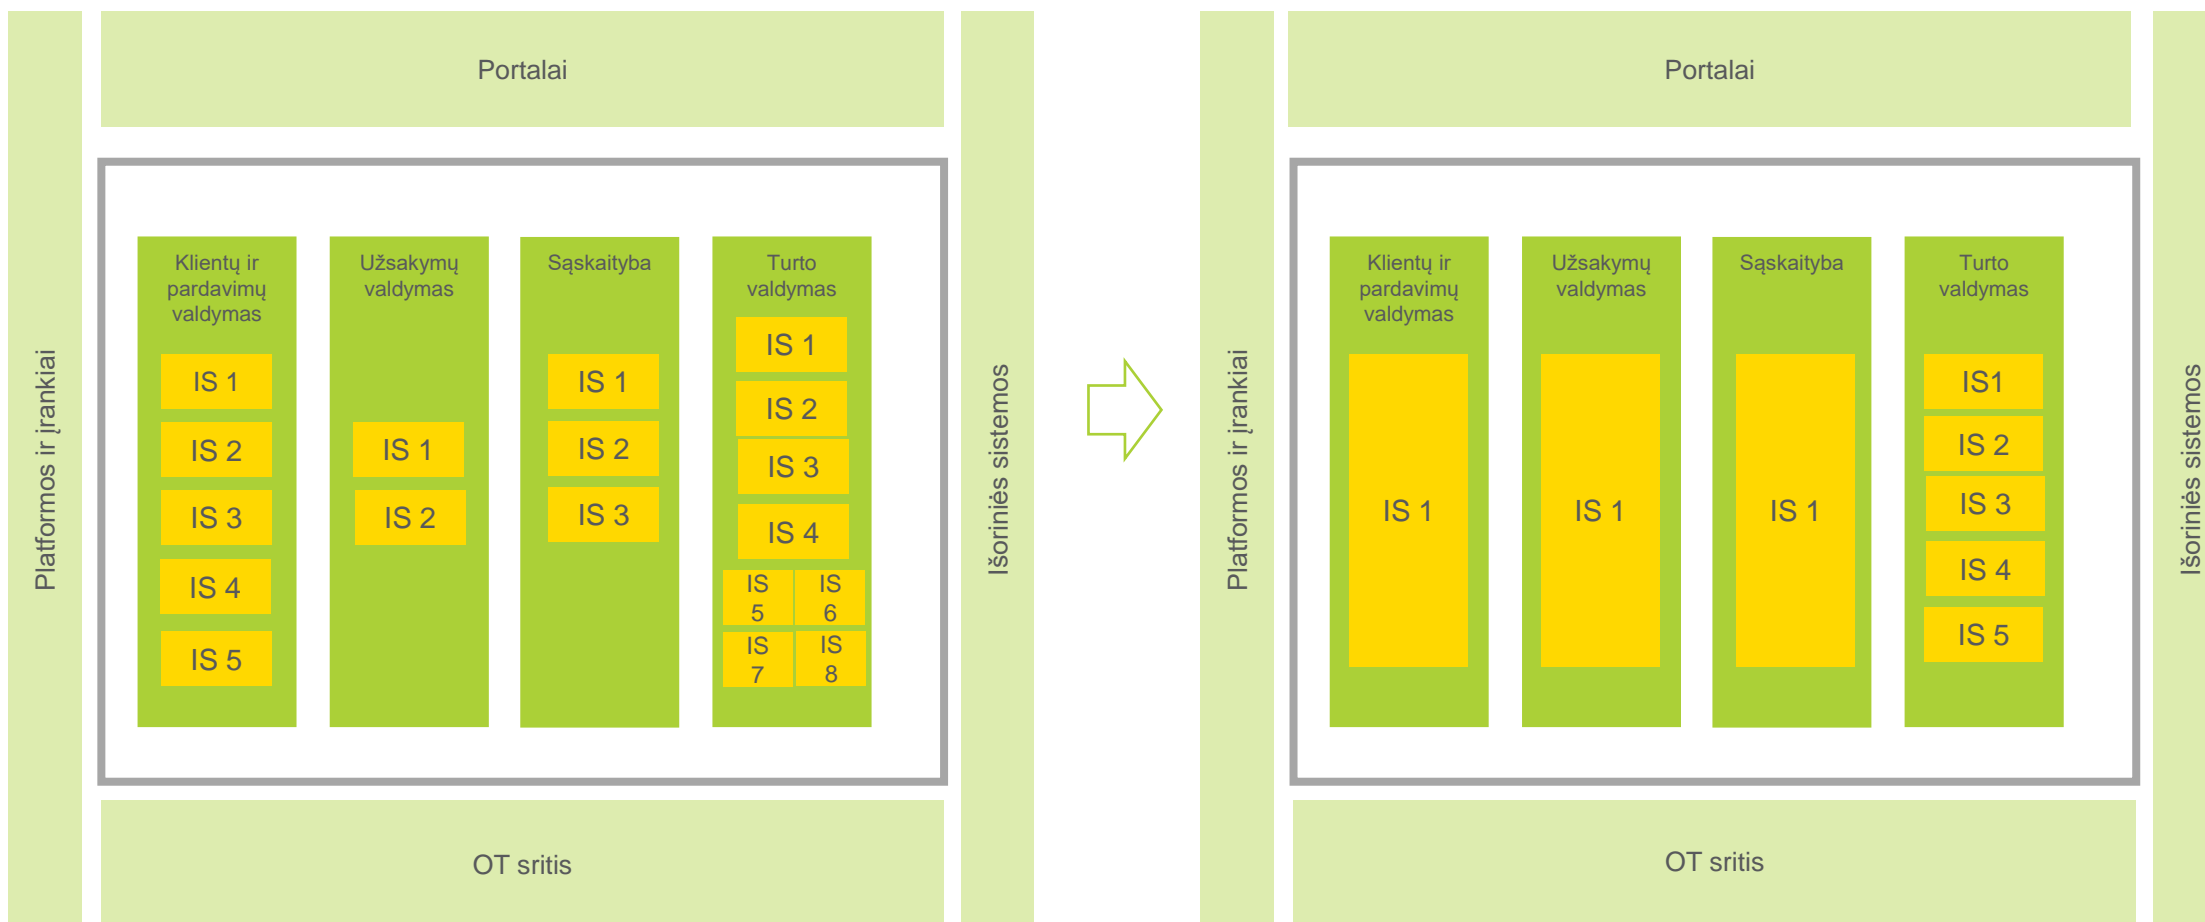 Portalai
Platformos ir įrankiai
Klientų ir
pardavimų
valdymas
IS 1
IS 2
IS 3
IS 4
IS 5
Užsakymų
valdymas
IS 1
IS 2
Sąskaityba
IS 1
IS 2
IS 3
Turto
valdymas
IS 1
IS 2
IS 3
IS 4
IS
5
IS
6
IS
7
IS
8
Išorinės sistemos
OT sritis
Portalai
Platformos ir įrankiai
Klientų ir
pardavimų
valdymas
IS 1
Užsakymų
valdymas
IS 1
Sąskaityba
IS 1
Turto
valdymas
IS1
IS 2
IS 3
IS 4
IS 5
Išorinės sistemos
OT sritis